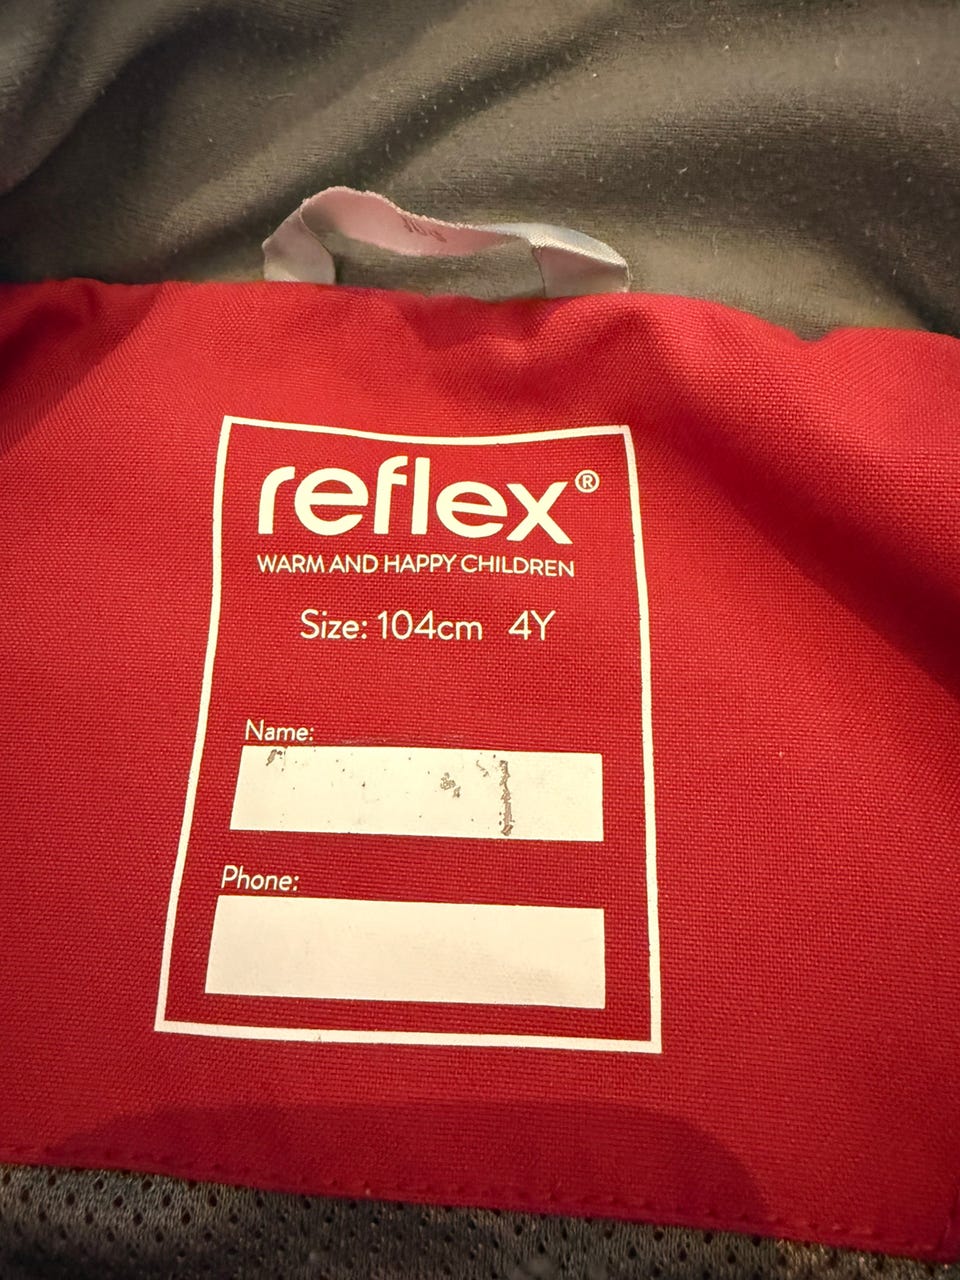 reflex®
WARM AND HAPPY CHILDREN
Size: 104cm 4Y
Name:
Phone: